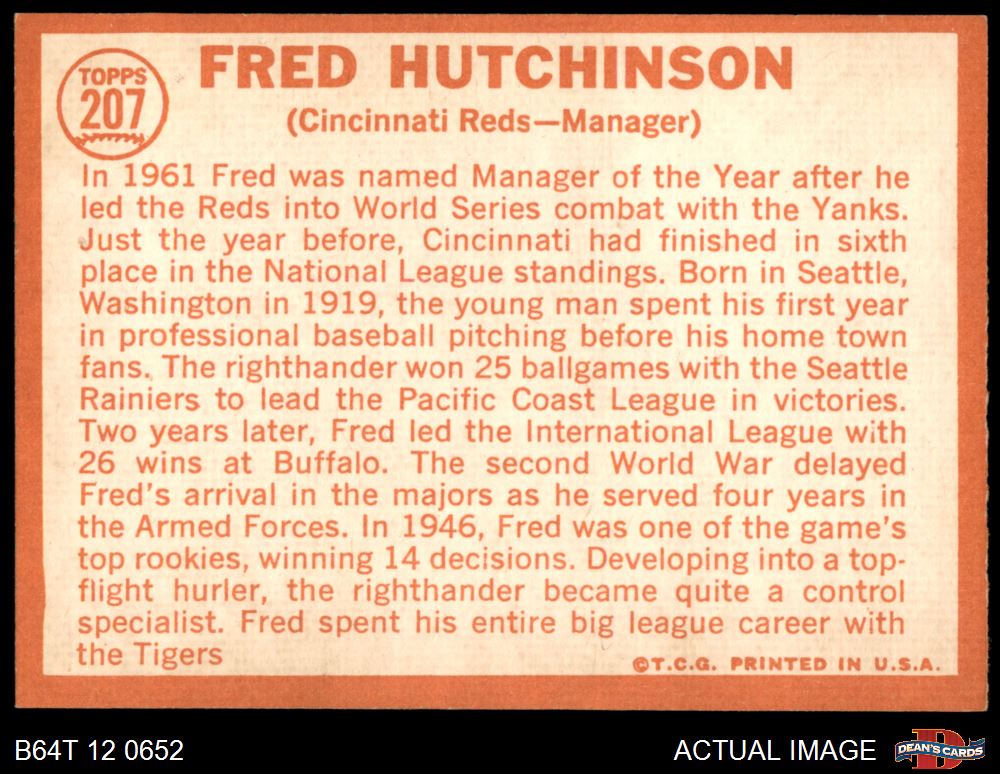 TOPPS
207
FRED HUTCHINSON
(Cincinnati Reds—Manager)
In 1961 Fred was named Manager of the Year after he
led the Reds into World Series combat with the Yanks.
Just the year before, Cincinnati had finished in sixth
place in the National League standings. Born in Seattle,
Washington in 1919, the young man spent his first year
in professional baseball pitching before his home town
fans. The righthander won 25 ballgames with the Seattle
Rainiers to lead the Pacific Coast League in victories.
Two years later, Fred led the International League with
26 wins at Buffalo. The second World War delayed
Fred's arrival in the majors as he served four years in
the Armed Forces. In 1946, Fred was one of the game's
top rookies, winning 14 decisions. Developing into a top-
flight hurler, the righthander became quite a control
specialist. Fred spent his entire big league career with
the Tigers
©T.C.G. PRINTED IN U.S.A.
B64T 12 0652
ACTUAL IMAGE
D
DEAN'S CARDS